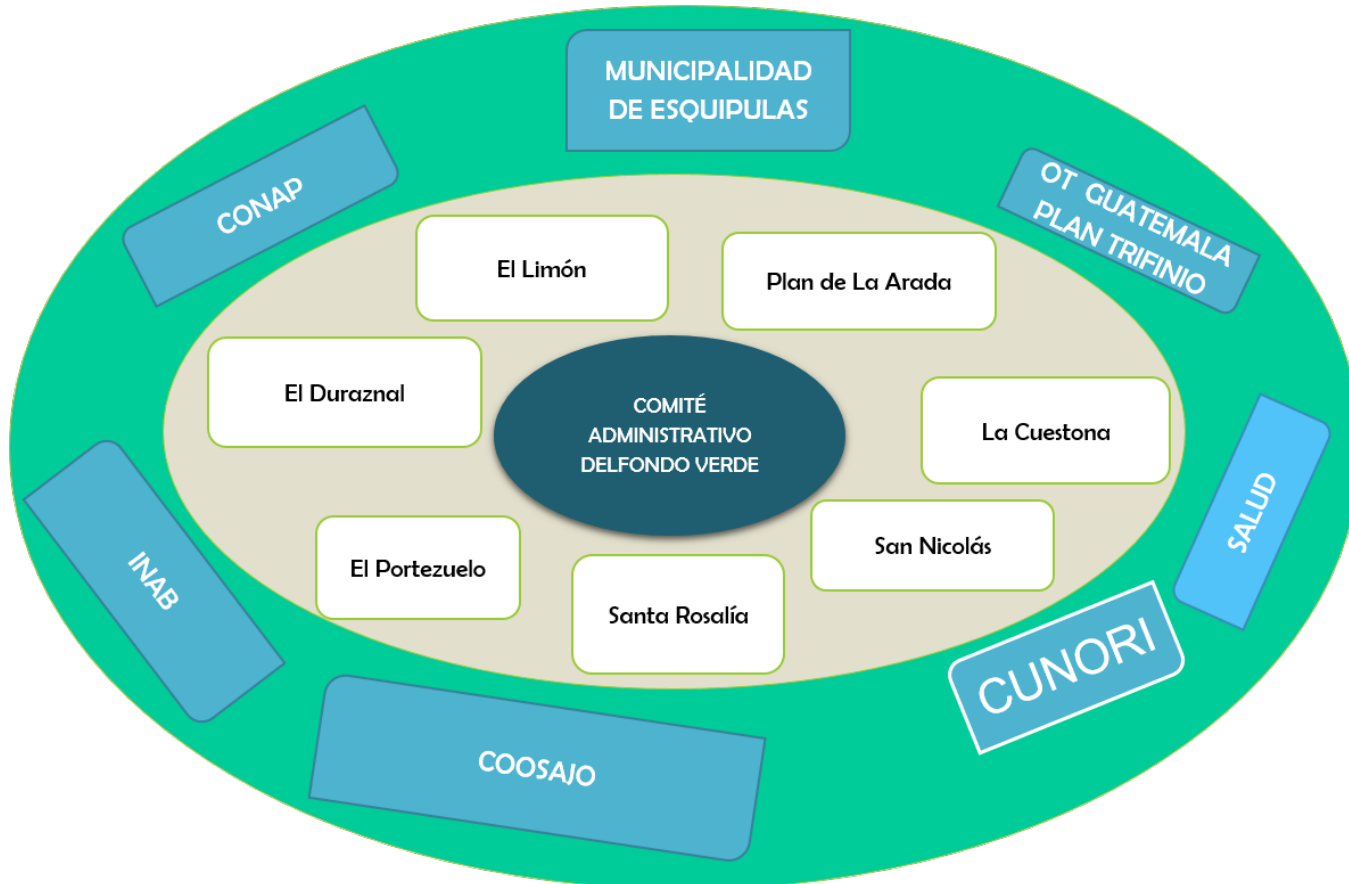 MUNICIPALIDAD
DE ESQUIPULAS
CONAP
OT GUATEMALA
PLAN TRIFINIO
El Limón
Plan de La Arada
El Duraznal
COMITÉ
ADMINISTRATIVO
DELFONDO VERDE
La Cuestona
SALUD
INAB
El Portezuelo
San Nicolás
Santa Rosalía
CUNORI
COOSAJO